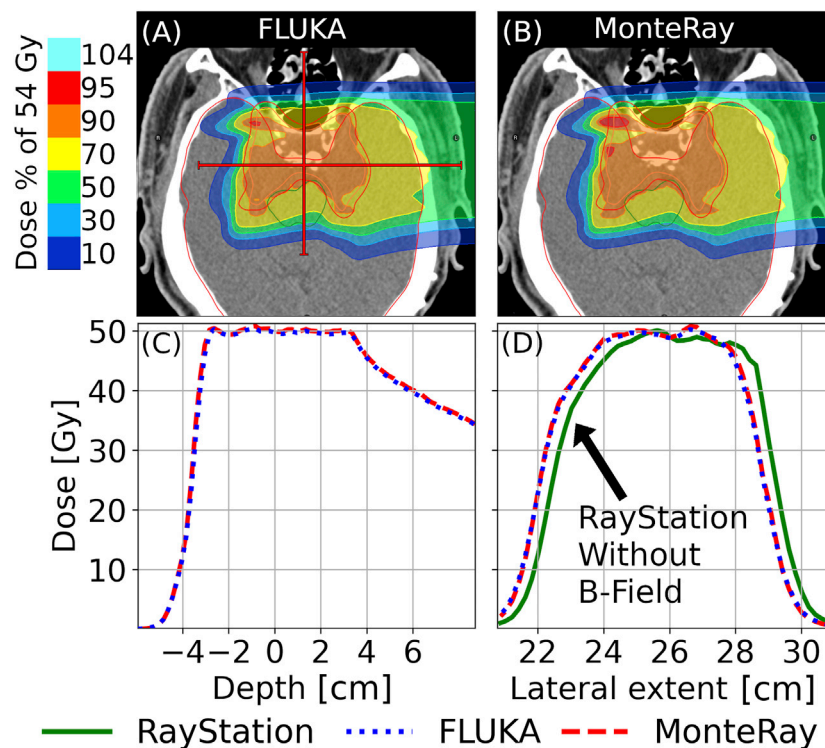 (A) FLUKA
(B) MonteRay
Dose % of 54 Gy
104
95
90
70
50
30
10
R
L
R
L
(C)
(D)
Dose [Gy]
50
40
30
20
10
RayStation
Without
B-Field
−4 −2 0 2 4 6
22 24 26 28 30
Depth [cm]
Lateral extent [cm]
RayStation FLUKA MonteRay